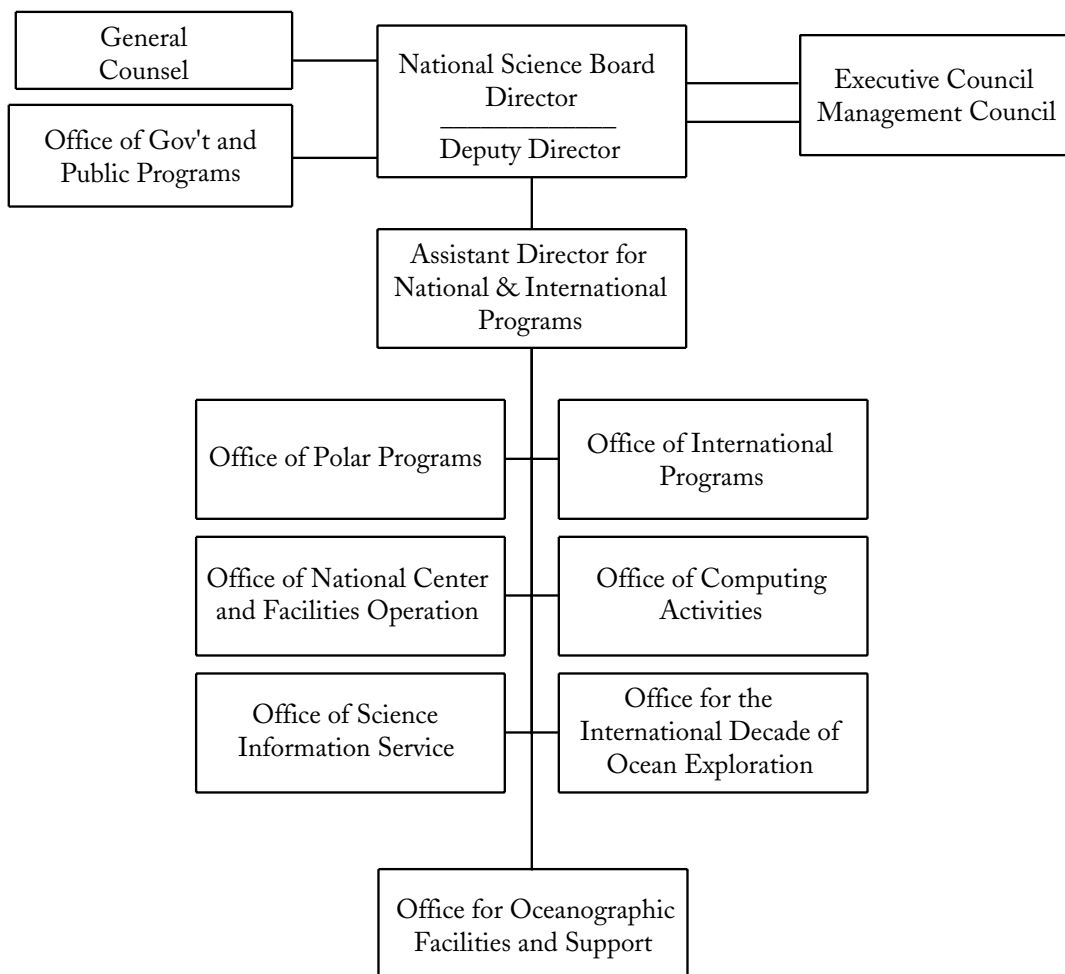 General
Counsel
National Science Board
Director
Deputy Director
Executive Council
Management Council
Office of Gov't and
Public Programs
Assistant Director for
National & International
Programs
Office of Polar Programs
Office of International
Programs
Office of National Center
and Facilities Operation
Office of Computing
Activities
Office of Science
Information Service
Office for the
International Decade of
Ocean Exploration
Office for Oceanographic
Facilities and Support